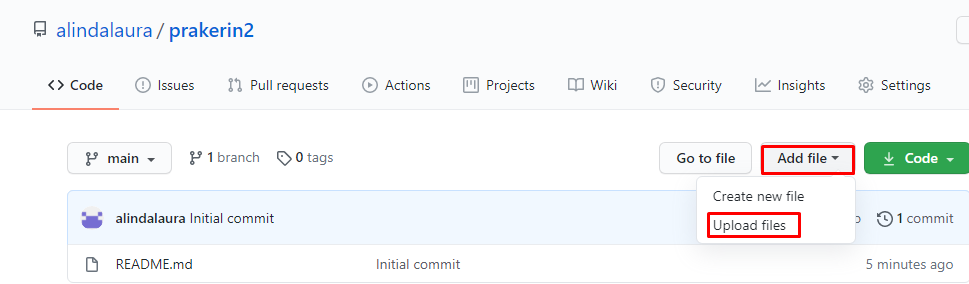 alindalaura / prakerin2
Code Issues Pull requests Actions Projects Wiki Security Insights Settings
main 1 branch 0 tags Go to file Add file Code
Create new file
Upload files
alindalaura Initial commit 1 commit
README.md Initial commit 5 minutes ago